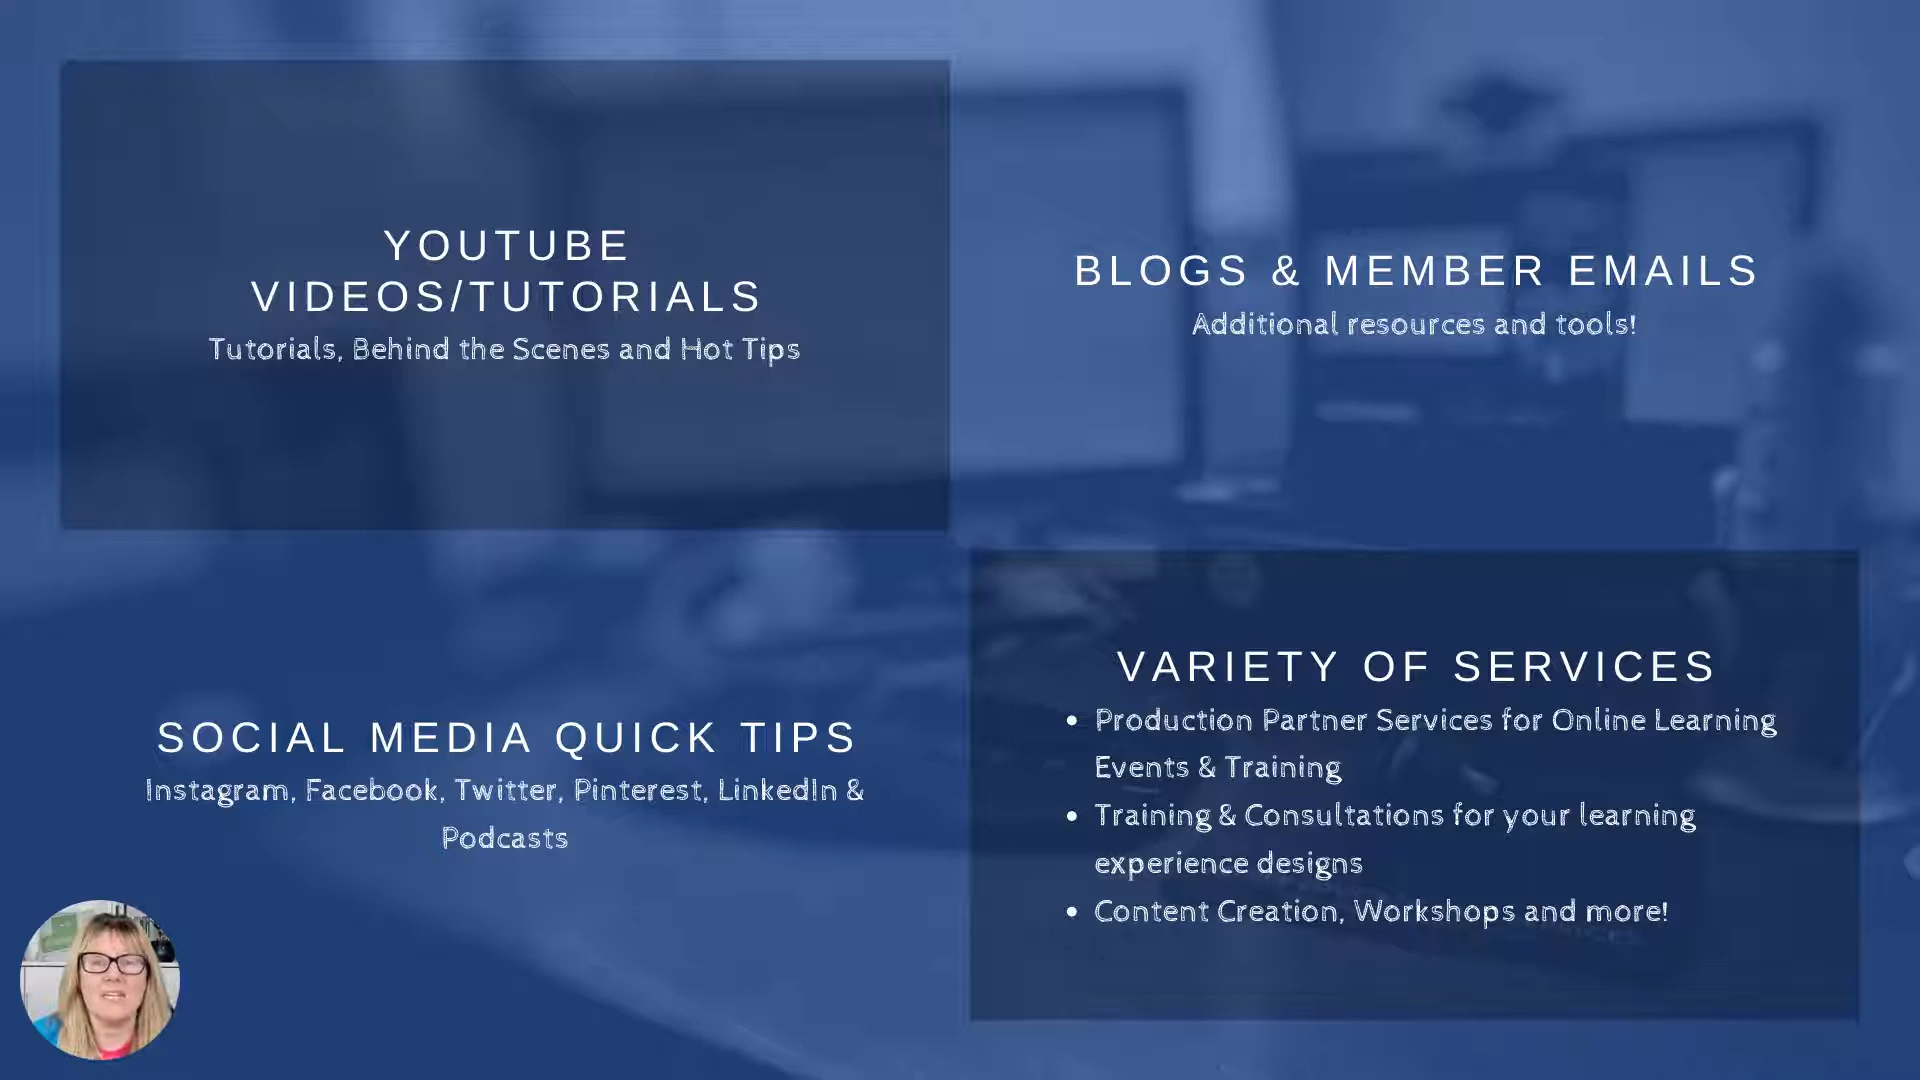 YOUTUBE
VIDEOS/TUTORIALS
Tutorials, Behind the Scenes and Hot Tips
BLOGS & MEMBER EMAILS
Additional resources and tools!
SOCIAL MEDIA QUICK TIPS
Instagram, Facebook, Twitter, Pinterest, LinkedIn &
Podcasts
VARIETY OF SERVICES
• Production Partner Services for Online Learning
Events & Training
• Training & Consultations for your learning
experience designs
• Content Creation, Workshops and more!